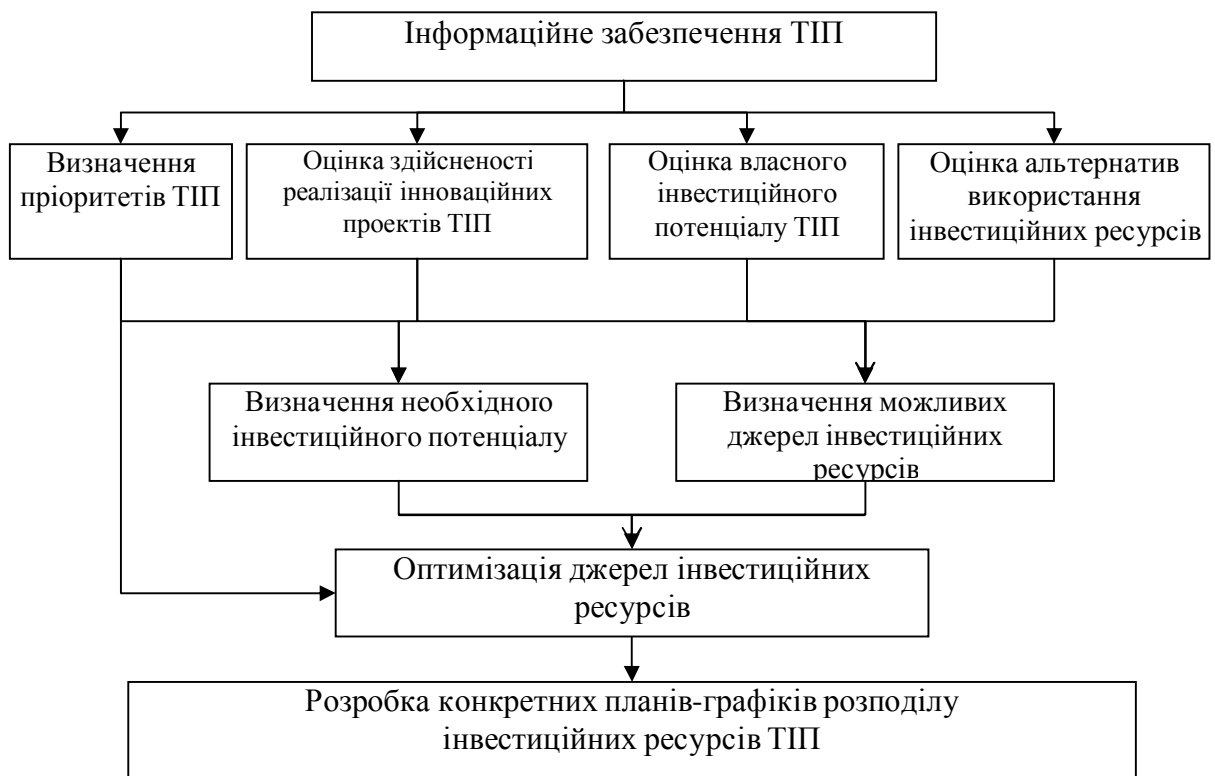 Інформаційне забезпечення ТІП
Визначення
пріоритетів ТІП
Оцінка здійсненості
реалізації інноваційних
проектів ТІП
Оцінка власного
інвестиційного
потенціалу ТІП
Оцінка альтернатив
використання
інвестиційних ресурсів
Визначення необхідною
інвестиційного потенціалу
Визначення можливих
джерел інвестиційних
ресурсів
Оптимізація джерел інвестиційних
ресурсів
Розробка конкретних планів-графіків розподілу
інвестиційних ресурсів ТІП